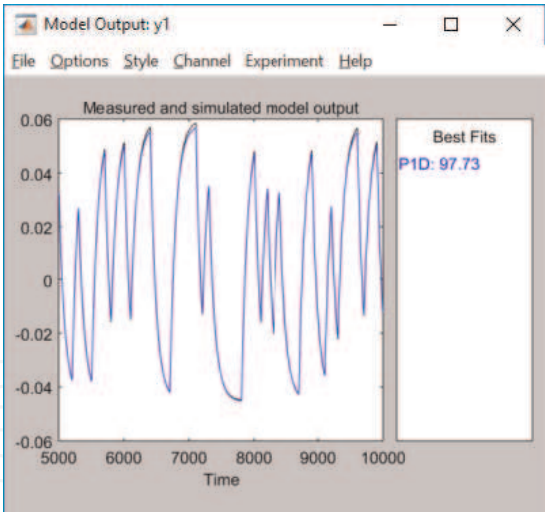 Model Output: y1
File Options Style Channel Experiment Help
Measured and simulated model output
Best Fits
P1D: 97.73
0.06
0.04
0.02
0
-0.02
-0.04
-0.06
5000 6000 7000 8000 9000 10000
Time